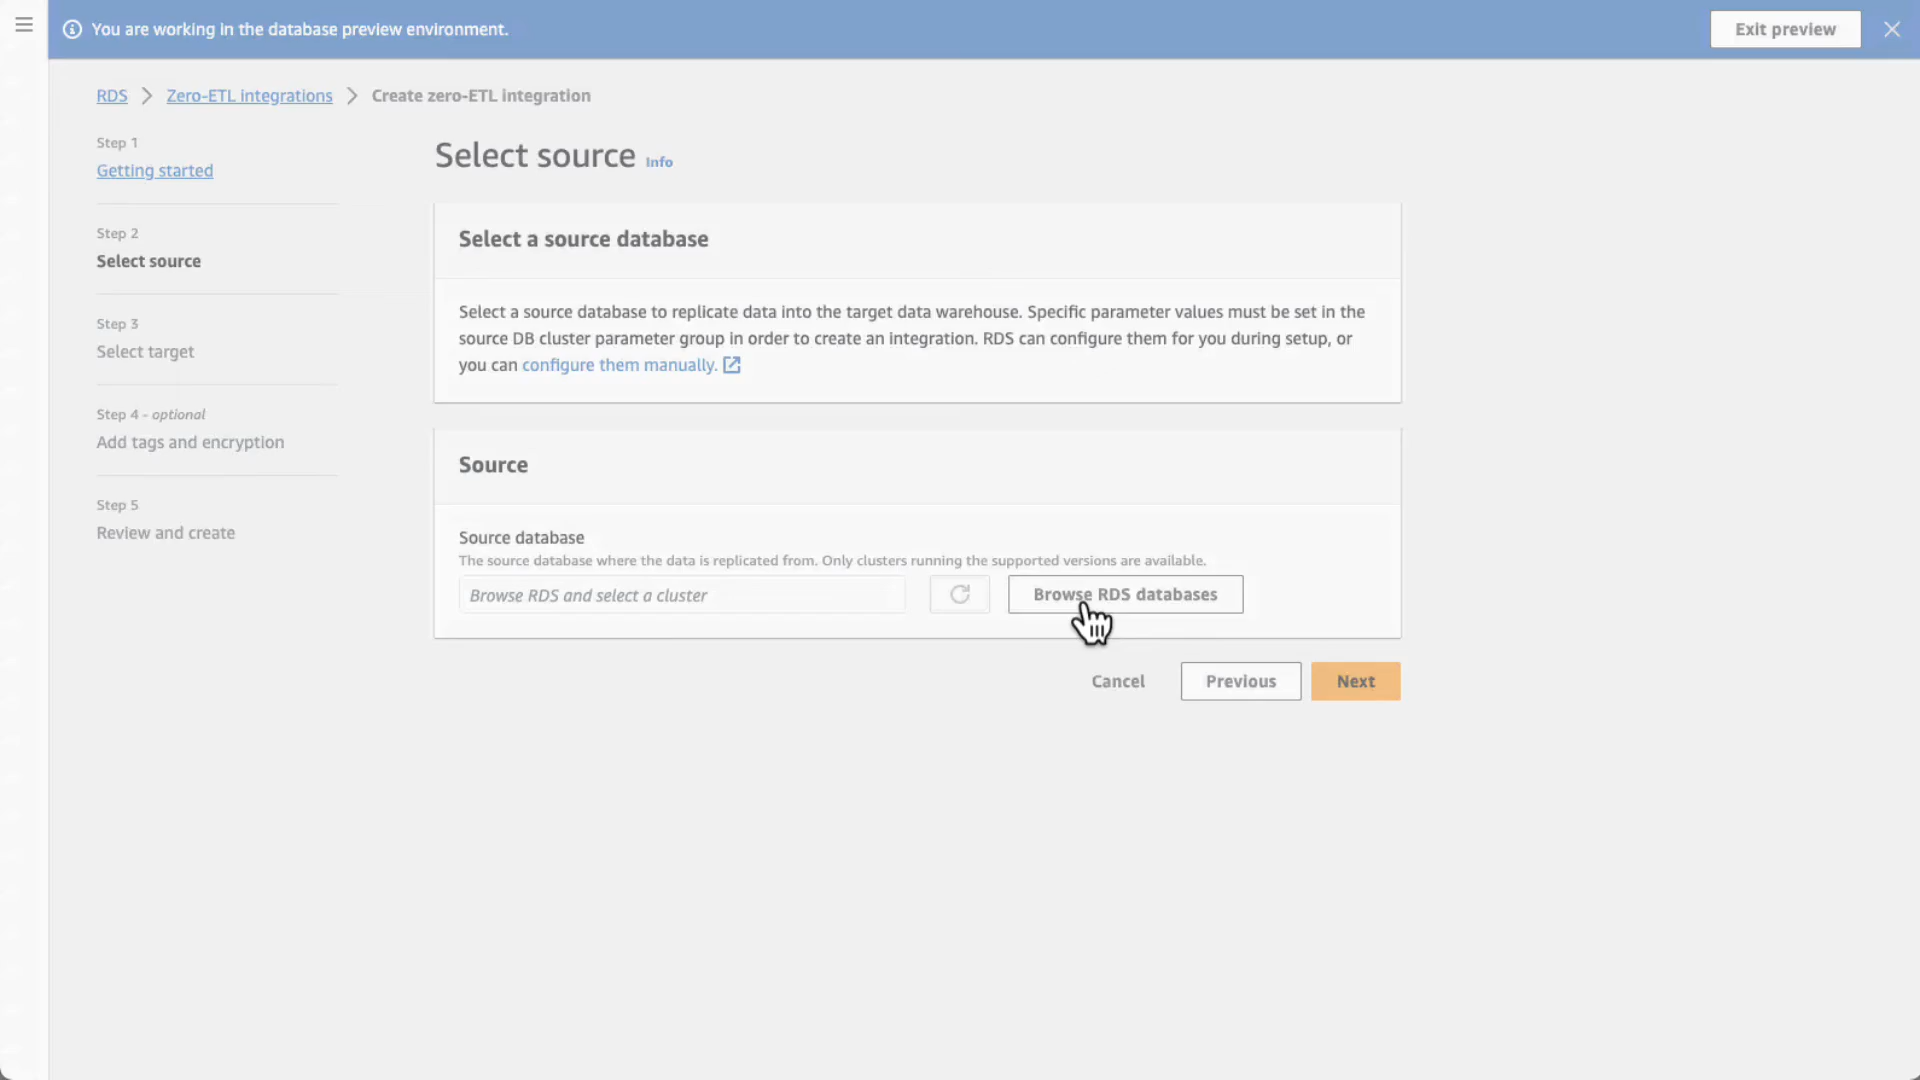 You are working in the database preview environment.
Exit preview
RDS
Zero-ETL integrations
Create zero-ETL integration
Step 1
Getting started
Step 2
Select source
Step 3
Select target
Step 4 - optional
Add tags and encryption
Step 5
Review and create
Select source Info
Select a source database
Select a source database to replicate data into the target data warehouse. Specific parameter values must be set in the
source DB cluster parameter group in order to create an integration. RDS can configure them for you during setup, or
you can configure them manually.
Source
Source database
The source database where the data is replicated from. Only clusters running the supported versions are available.
Browse RDS and select a cluster
Browse RDS databases
Cancel
Previous
Next